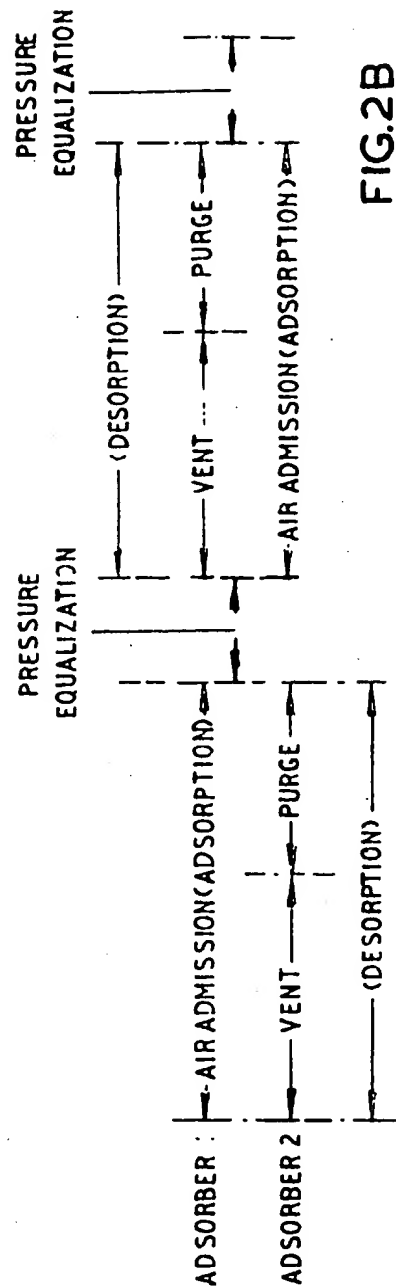 PRESSURE
EQUALIZATION
PRESSURE
EQUALIZATION
(DESORPTION)
ADSORBER :
AIR ADMISSION (ADSORPTION)
VENT
PURGE
ADSORBER 2
VENT
PURGE
AIR ADMISSION (ADSORPTION)
(DESORPTION)
FIG.2B